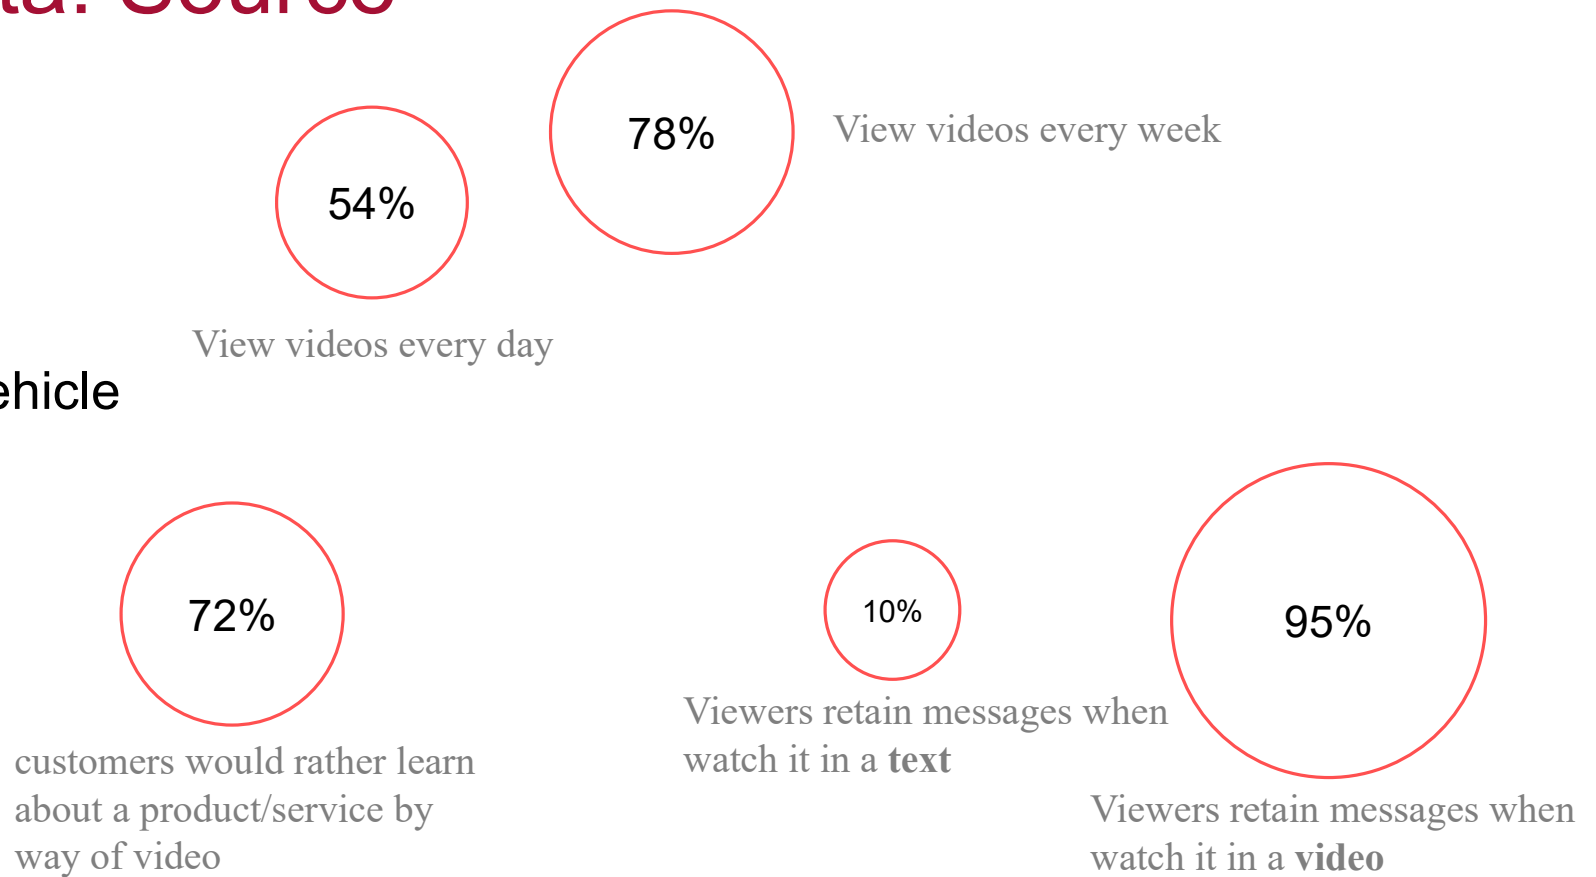 ta: Source
78%
View videos every week
54%
View videos every day
ehicle
72%
customers would rather learn
about a product/service by
way of video
10%
Viewers retain messages when
watch it in a text
95%
Viewers retain messages when
watch it in a video